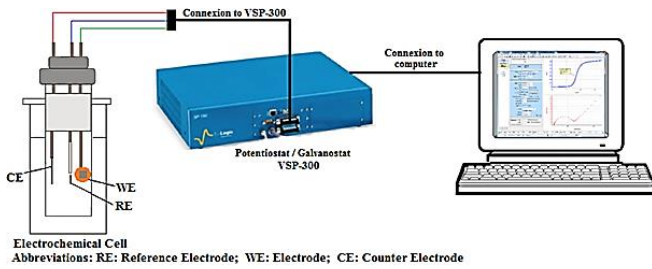 Connexion to VSP-300
Connexion to
computer
Potentiostat / Galvanostat
VSP-300
CE
WE
RE
Electrochemical Cell
Abbreviations: RE: Reference Electrode; WE: Electrode; CE: Counter Electrode